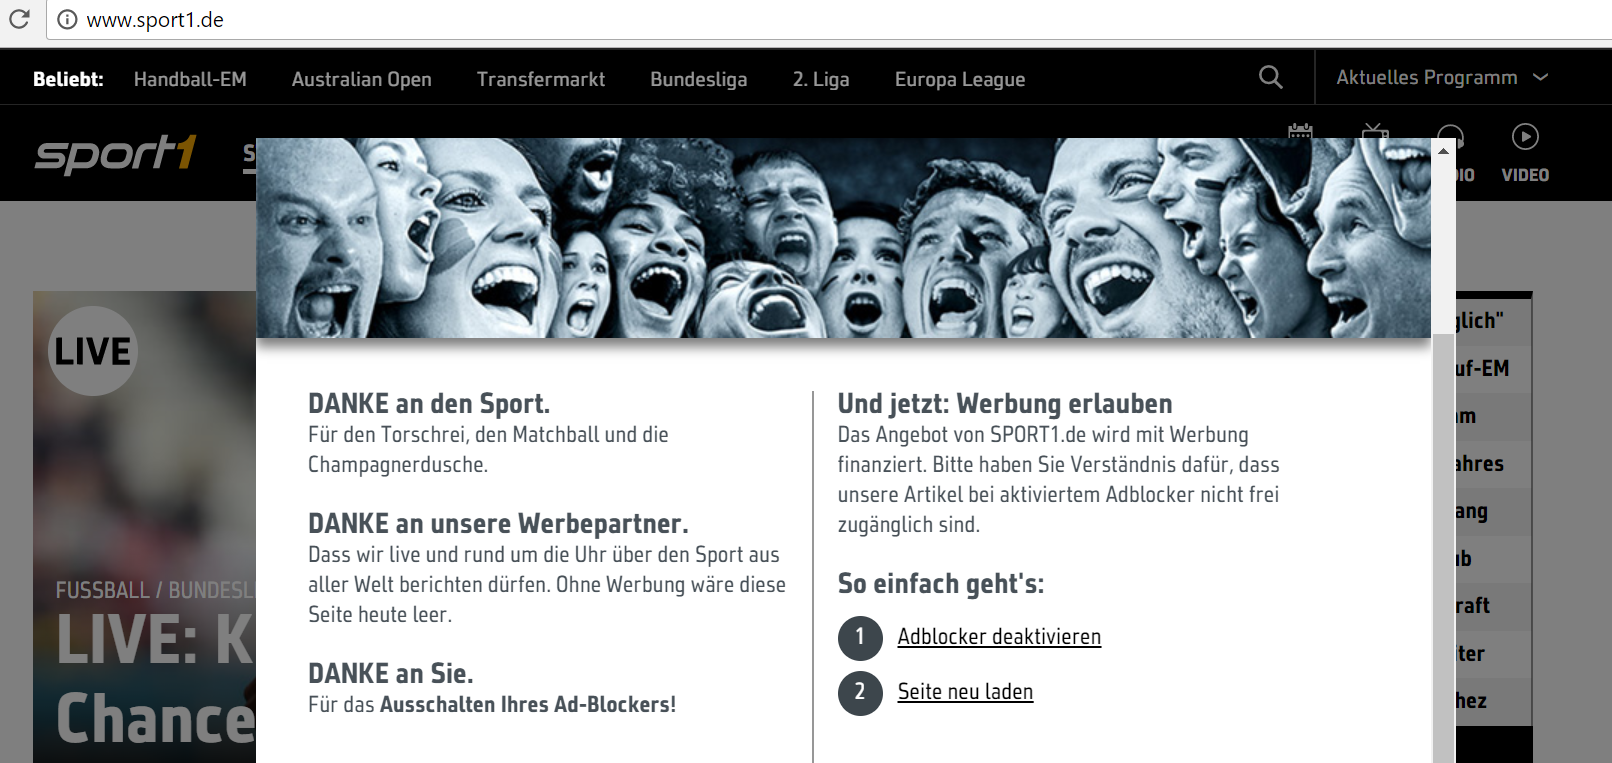 www.sport1.de
Beliebt: Handball-EM Australian Open Transfermarkt Bundesliga 2. Liga Europa League Aktuelles Programm
sport1 VIDEO
LIVE
FUSSBALL / BUNDESL
LIVE: K
Chance
DANKE an den Sport.
Für den Torschrei, den Matchball und die
Champagnerdusche.
DANKE an unsere Werbepartner.
Dass wir live und rund um die Uhr über den Sport aus
aller Welt berichten dürfen. Ohne Werbung wäre diese
Seite heute leer.
DANKE an Sie.
Für das Ausschalten Ihres Ad-Blockers!
Und jetzt: Werbung erlauben
Das Angebot von SPORT1.de wird mit Werbung
finanziert. Bitte haben Sie Verständnis dafür, dass
unsere Artikel bei aktiviertem Adblocker nicht frei
zugänglich sind.
So einfach geht's:
1 Adblocker deaktivieren
2 Seite neu laden
glich"
uf-EM
ahres
ang
ub
raft
iter
hez